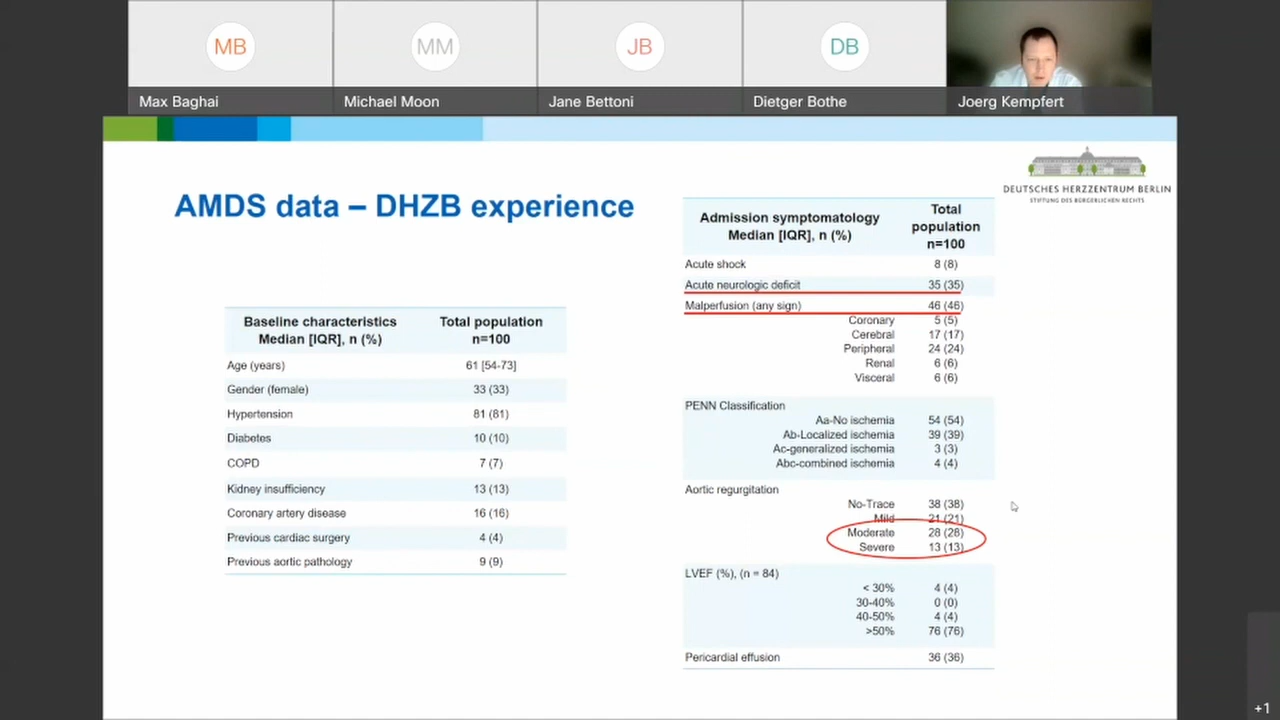 MB
MM
JB
DB
Max Baghai
Michael Moon
Jane Bettoni
Dietger Bothe
Joerg Kempfert
DEUTSCHES HERZZENTRUM BERLIN
STIFTUNG DES BÜRGERLICHEN RECHTS
AMDS data – DHZB experience
Baseline characteristics Total population
Median [IQR], n (%) n=100
Age (years) 61 [54-73]
Gender (female) 33 (33)
Hypertension 81 (81)
Diabetes 10 (10)
COPD 7 (7)
Kidney insufficiency 13 (13)
Coronary artery disease 16 (16)
Previous cardiac surgery 4 (4)
Previous aortic pathology 9 (9)
Admission symptomatology
Median [IQR], n (%)
Total
population
n=100
Acute shock 8 (8)
Acute neurologic deficit 35 (35)
Malperfusion (any sign) 46 (46)
Coronary 5 (5)
Cerebral 17 (17)
Peripheral 24 (24)
Renal 6 (6)
Visceral 6 (6)
PENN Classification
Aa-No ischemia 54 (54)
Ab-Localized ischemia 39 (39)
Ac-generalized ischemia 3 (3)
Abc-combined ischemia 4 (4)
Aortic regurgitation
No-Trace 38 (38)
Mild 21 (21)
Moderate 28 (28)
Severe 13 (13)
LVEF (%), (n = 84)
< 30% 4 (4)
30-40% 0 (0)
40-50% 4 (4)
>50% 76 (76)
Pericardial effusion 36 (36)
+1